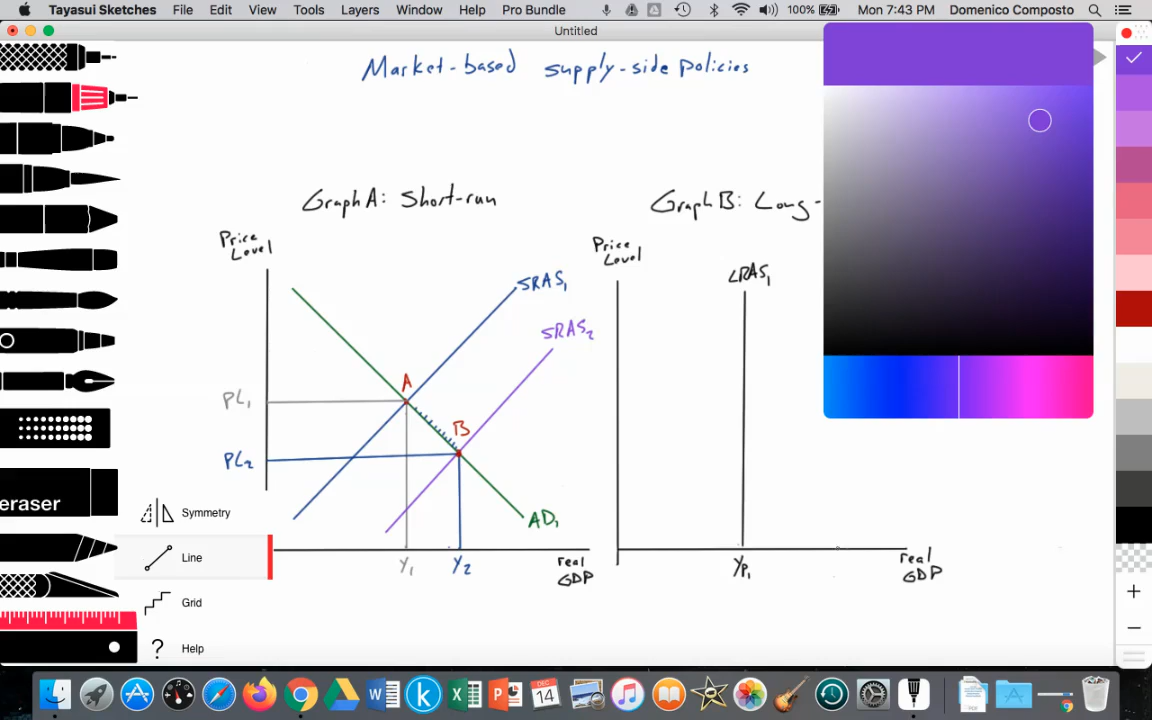 Tayasui Sketches File Edit View Tools Layers Window Help Pro Bundle 100% Mon 7:43 PM Domenico Composto
Untitled
Market-based supply-side policies
Graph A: Short-run
Graph B: Long-
Price
Level
Price
Level
SRAS1
LRAS1
SRAS2
A
PL1
B
PL2
eraser
Symmetry
AD1
Line
Y1
Y2
real
GDP
YP1
real
GDP
Grid
? Help
DEC
14